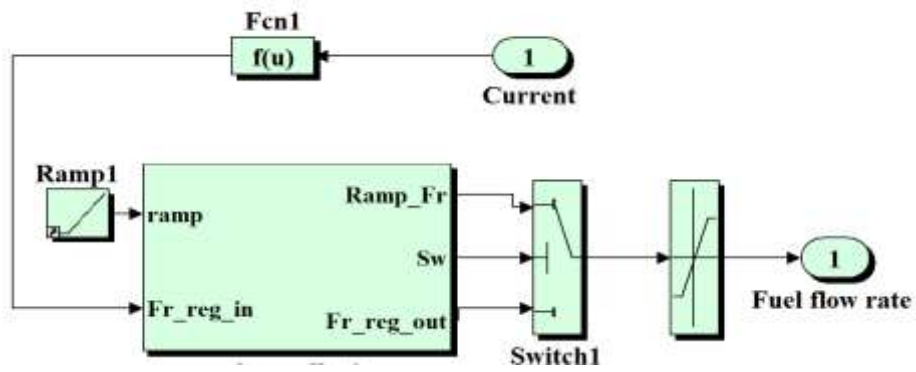 Fcn1
f(u)
1
Current
Ramp1
ramp
Ramp_Fr
Sw
Fr_reg_in
Fr_reg_out
Switch1
1
Fuel flow rate